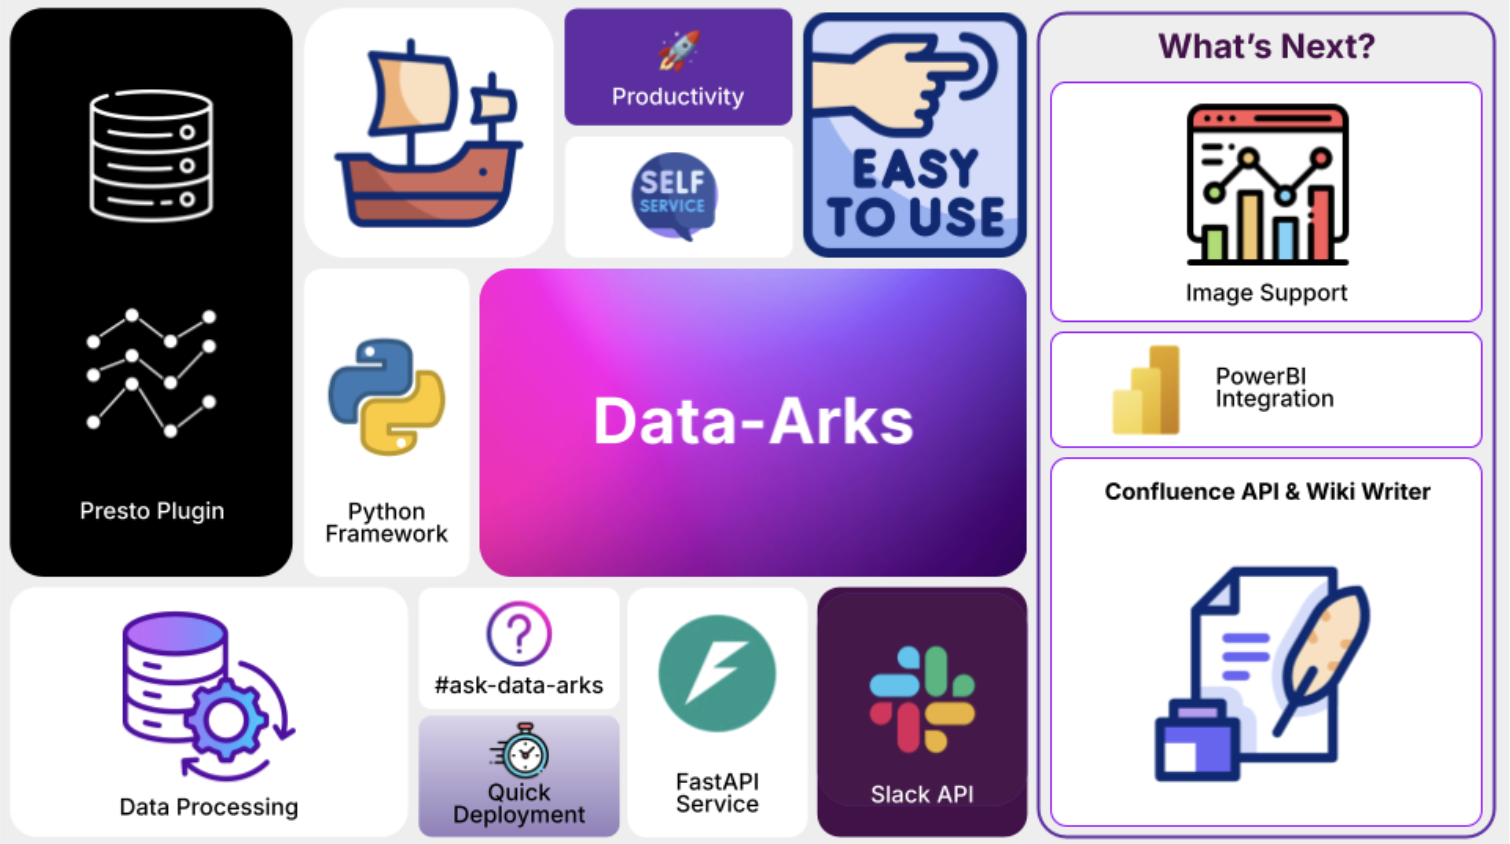 Presto Plugin
Productivity
SELF
SERVICE
EASY
TO USE
Python
Framework
Data-Arks
Data Processing
#ask-data-arks
Quick
Deployment
FastAPI
Service
Slack API
What's Next?
Image Support
PowerBI
Integration
Confluence API & Wiki Writer